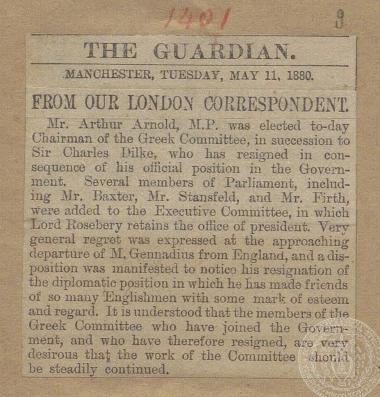 1401
9
THE GUARDIAN.
MANCHESTER, TUESDAY, MAY 11, 1880.
FROM OUR LONDON CORRESPONDENT.
Mr. Arthur Arnold, M.P. was elected to-day
Chairman of the Greek Committee, in succession to
Sir Charles Dilke, who has resigned in con-
sequence of his official position in the Govern-
ment. Several members of Parliament, includ-
ing Mr. Baxter, Mr. Stansfeld, and Mr. Firth,
were added to the Executive Committee, in which
Lord Rosebery retains the office of president. Very
general regret was expressed at the approaching
departure of M. Gennadius from England, and a dis-
position was manifested to notice his resignation of
the diplomatic position in which he has made friends
of so many Englishmen with some mark of esteem
and regard. It is understood that the members of the
Greek Committee who have joined the Govern-
ment, and who have therefore resigned, are very
desirous that the work of the Committee should
be steadily continued.